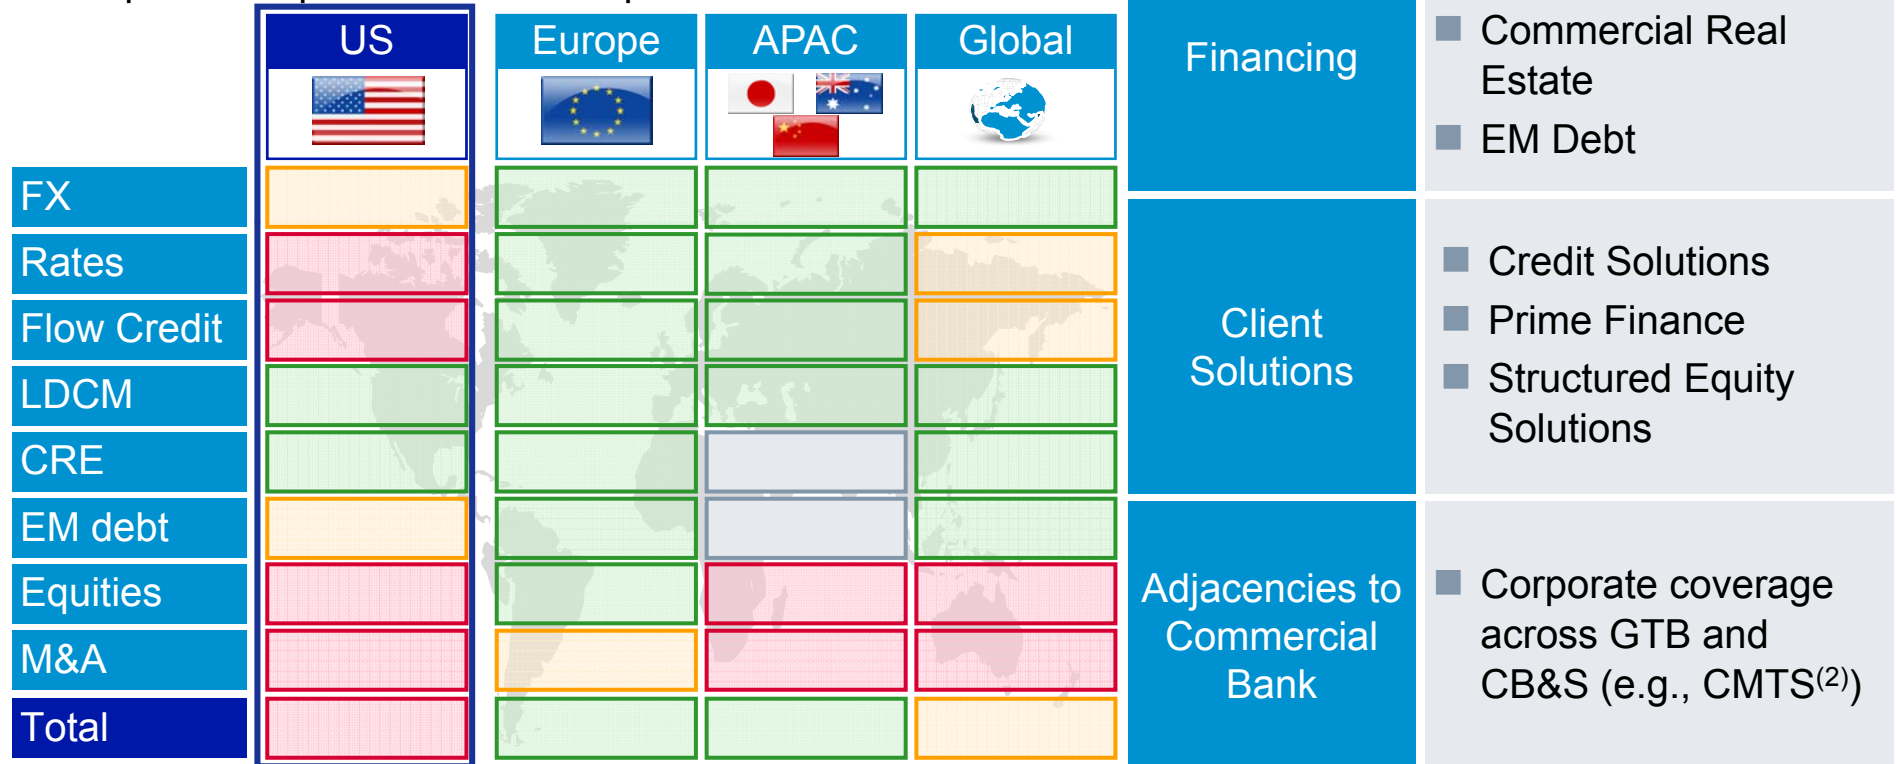 US
Europe
APAC
Global
FX
Rates
Flow Credit
LDCM
CRE
EM debt
Equities
M&A
Total
Financing
Commercial Real
Estate
EM Debt
Client
Solutions
Credit Solutions
Prime Finance
Structured Equity
Solutions
Adjacencies to
Commercial
Bank
Corporate coverage
across GTB and
CB&S (e.g., CMTS(2))